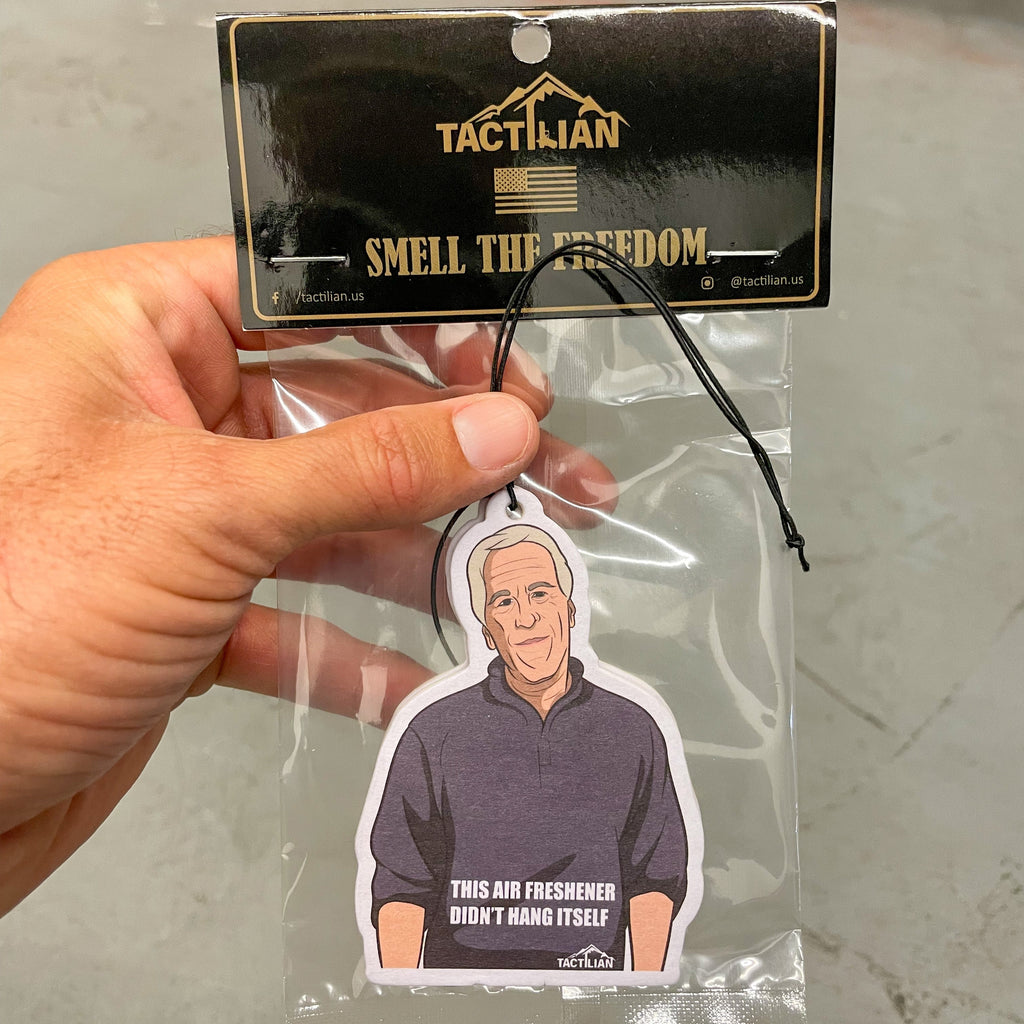 TACTILIAN
SMELL THE FREEDOM
/tactilian.us @tactilian.us
THIS AIR FRESHENER
DIDN'T HANG ITSELF
TACTILIAN